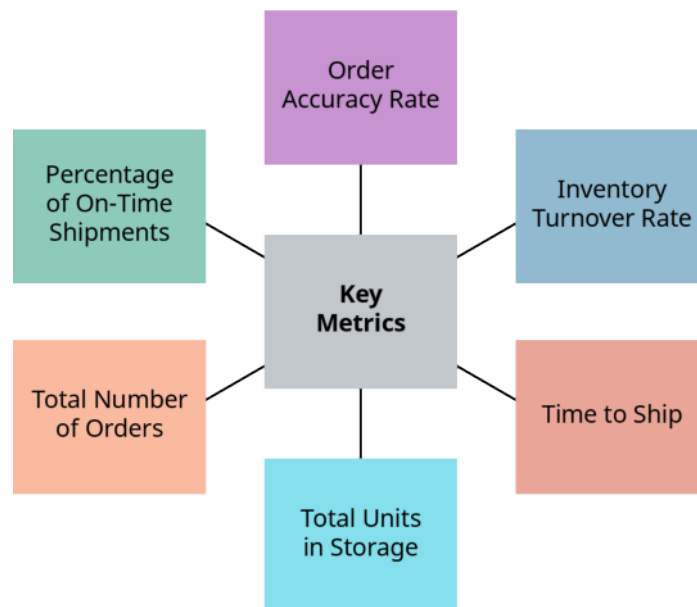 Order
Accuracy Rate
Percentage
of On-Time
Shipments
Inventory
Turnover Rate
Key
Metrics
Total Number
of Orders
Time to Ship
Total Units
in Storage